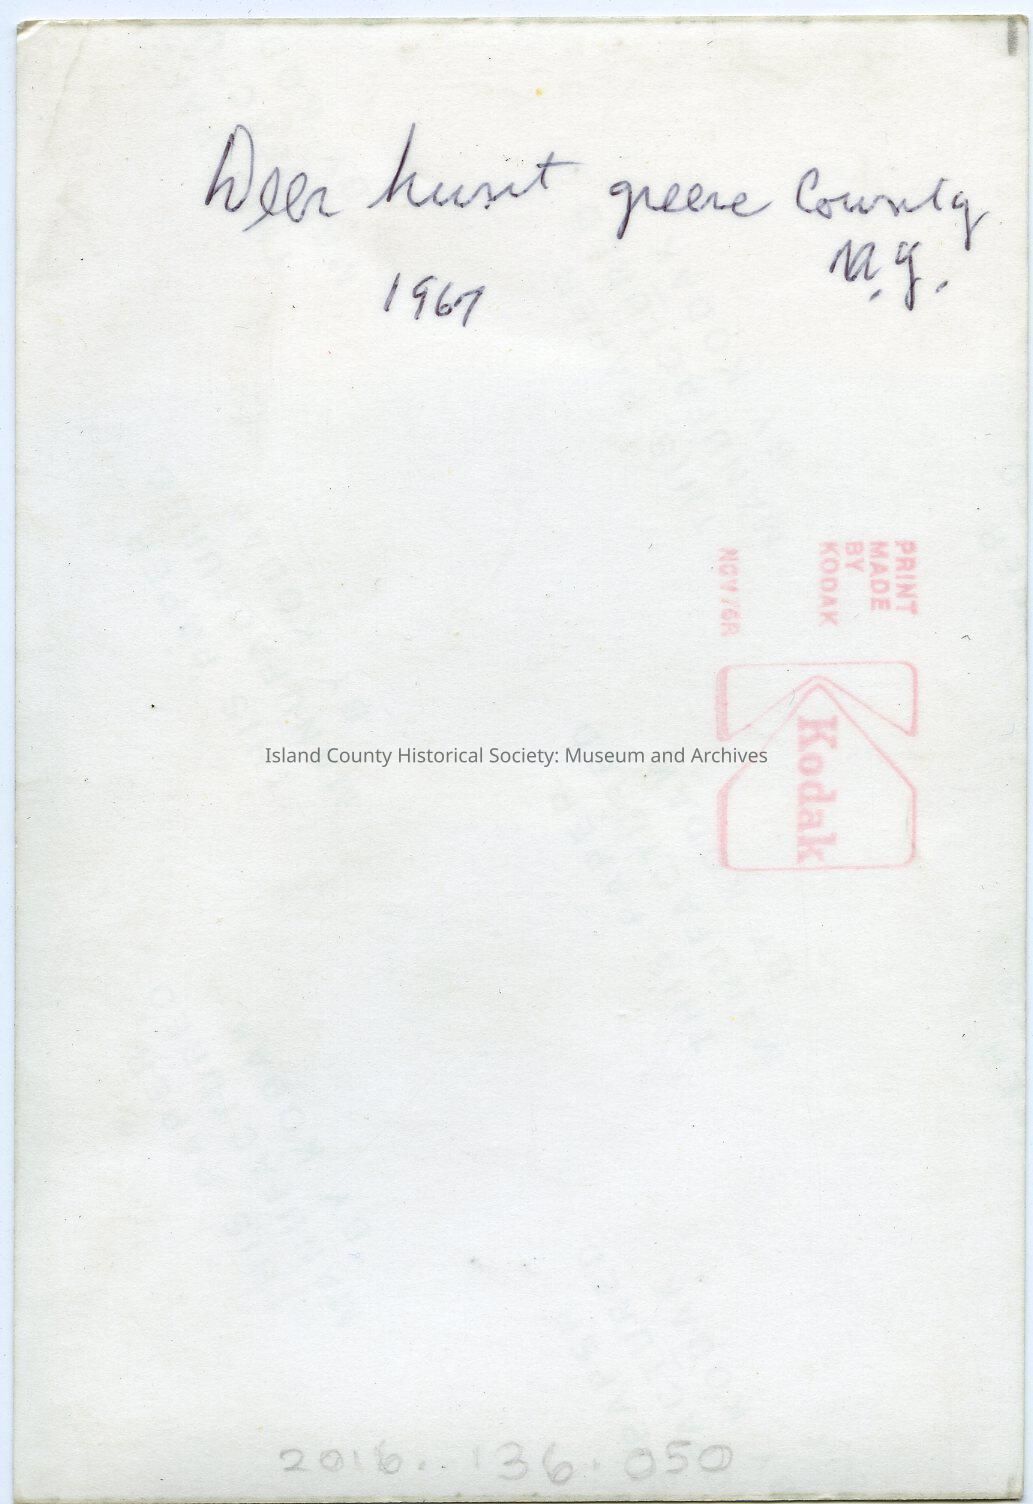 Deer hunt greene County
N.Y.
1967
PRINT
MADE
BY
KODAK
NOV 76R
Kodak
Island County Historical Society: Museum and Archives
2016.136.050